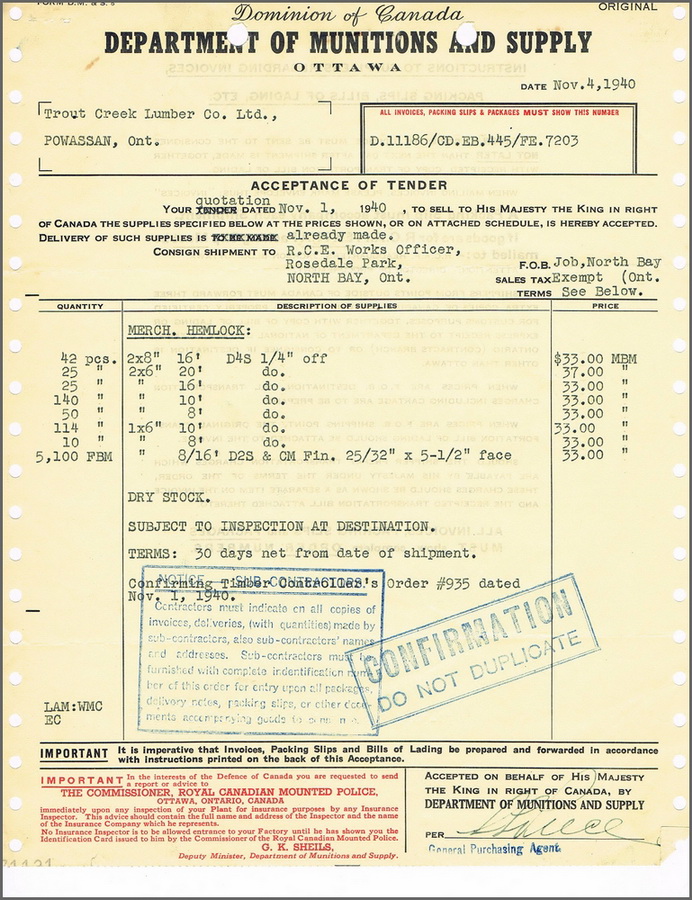 FORM D.M. & S. 8
ORIGINAL
Dominion of Canada
DEPARTMENT OF MUNITIONS AND SUPPLY
OTTAWA
DATE Nov.4,1940
Trout Creek Lumber Co. Ltd.,
POWASSAN, Ont.
ALL INVOICES, PACKING SLIPS & PACKAGES MUST SHOW THIS NUMBER
D.11186/CD.EB.445/FE.7203
ACCEPTANCE OF TENDER
quotation
YOUR TENDER DATED Nov. 1, 1940 , TO SELL TO HIS MAJESTY THE KING IN RIGHT
OF CANADA THE SUPPLIES SPECIFIED BELOW AT THE PRICES SHOWN, OR ON ATTACHED SCHEDULE, IS HEREBY ACCEPTED.
DELIVERY OF SUCH SUPPLIES IS TO BE MADE already made.
CONSIGN SHIPMENT TO R.C.E. Works Officer,
Rosedale Park,
NORTH BAY, Ont.
F.O.B. Job,North Bay
SALES TAX Exempt (Ont.
TERMS See Below.
QUANTITY DESCRIPTION OF SUPPLIES PRICE
MERCH. HEMLOCK:
42 pcs. 2x8" 16' D4S 1/4" off $33.00 MBM
25 " 2x6" 20' do. 37.00 "
25 " " 16' do. 33.00 "
140 " " 10' do. 33.00 "
50 " " 8' do. 33.00 "
114 " 1x6" 10' do. 33.00 "
10 " " 8' do. 33.00 "
5,100 FBM " 8/16' D2S & CM Fin. 25/32" x 5-1/2" face 33.00 "
DRY STOCK.
SUBJECT TO INSPECTION AT DESTINATION.
TERMS: 30 days net from date of shipment.
Confirming Timber Controller's Order #935 dated
Nov. 1, 1940.
NOTICE — SUB-CONTRACTORS:
Contractors must indicate on all copies of
invoices, deliveries, (with quantities) made by
sub-contractors, also sub-contractors' names
and addresses. Sub-contractors must be
furnished with complete indentification num
ber of this order for entry upon all packages,
delivery notes, packing slips, or other docu-
ments accompanying goods to
CONFIRMATION
DO NOT DUPLICATE
LAM:WMC
EC
IMPORTANT It is imperative that Invoices, Packing Slips and Bills of Lading be prepared and forwarded in accordance
with instructions printed on the back of this Acceptance.
IMPORTANT In the interests of the Defence of Canada you are requested to send
a report or advice to
THE COMMISSIONER, ROYAL CANADIAN MOUNTED POLICE,
OTTAWA, ONTARIO, CANADA
immediately upon any inspection of your Plant for insurance purposes by any Insurance
Inspector. This advice should contain the full name and address of the Inspector and the name
of the Insurance Company which he represents.
No Insurance Inspector is to be allowed entrance to your Factory until he has shown you the
Identification Card issued to him by the Commissioner of the Royal Canadian Mounted Police.
G. K. SHEILS,
Deputy Minister, Department of Munitions and Supply.
ACCEPTED ON BEHALF OF HIS MAJESTY
THE KING IN RIGHT OF CANADA, BY
DEPARTMENT OF MUNITIONS AND SUPPLY
PER
General Purchasing Agent.